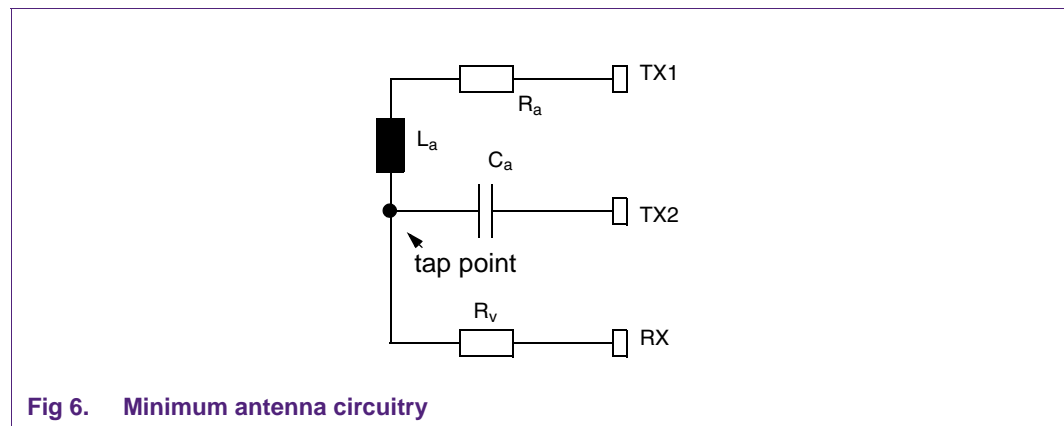 TX1
Ra
La
Ca
TX2
tap point
Rv
RX
Fig 6. Minimum antenna circuitry